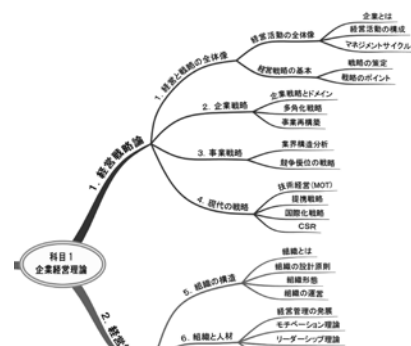 科目1
企業経営理論
1. 経営戦略論
1. 経営と戦略の全体像
経営活動の全体像
企業とは
経営活動の構成
マネジメントサイクル
経営戦略の基本
戦略の策定
戦略のポイント
2. 企業戦略
企業戦略とドメイン
多角化戦略
事業再構築
3. 事業戦略
業界構造分析
競争優位の戦略
4. 現代の戦略
技術経営(MOT)
提携戦略
国際化戦略
CSR
2. 経営
5. 組織の構造
組織とは
組織の設計原則
組織形態
組織の運営
6. 組織と人材
経営管理の発展
モチベーション理論
リーダーシップ理論